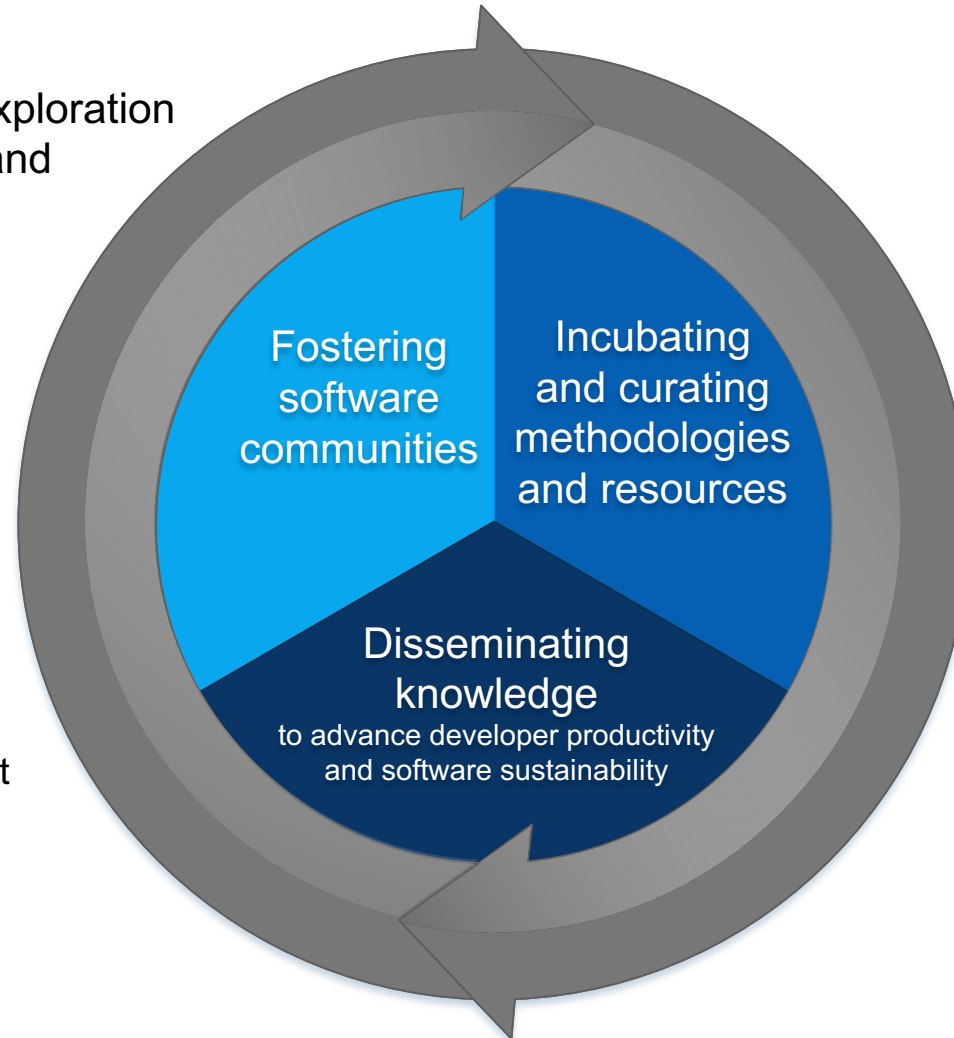 xploration
and
Fostering
software
communities
Incubating
and curating
methodologies
and resources
Disseminating
knowledge
to advance developer productivity
and software sustainability
t